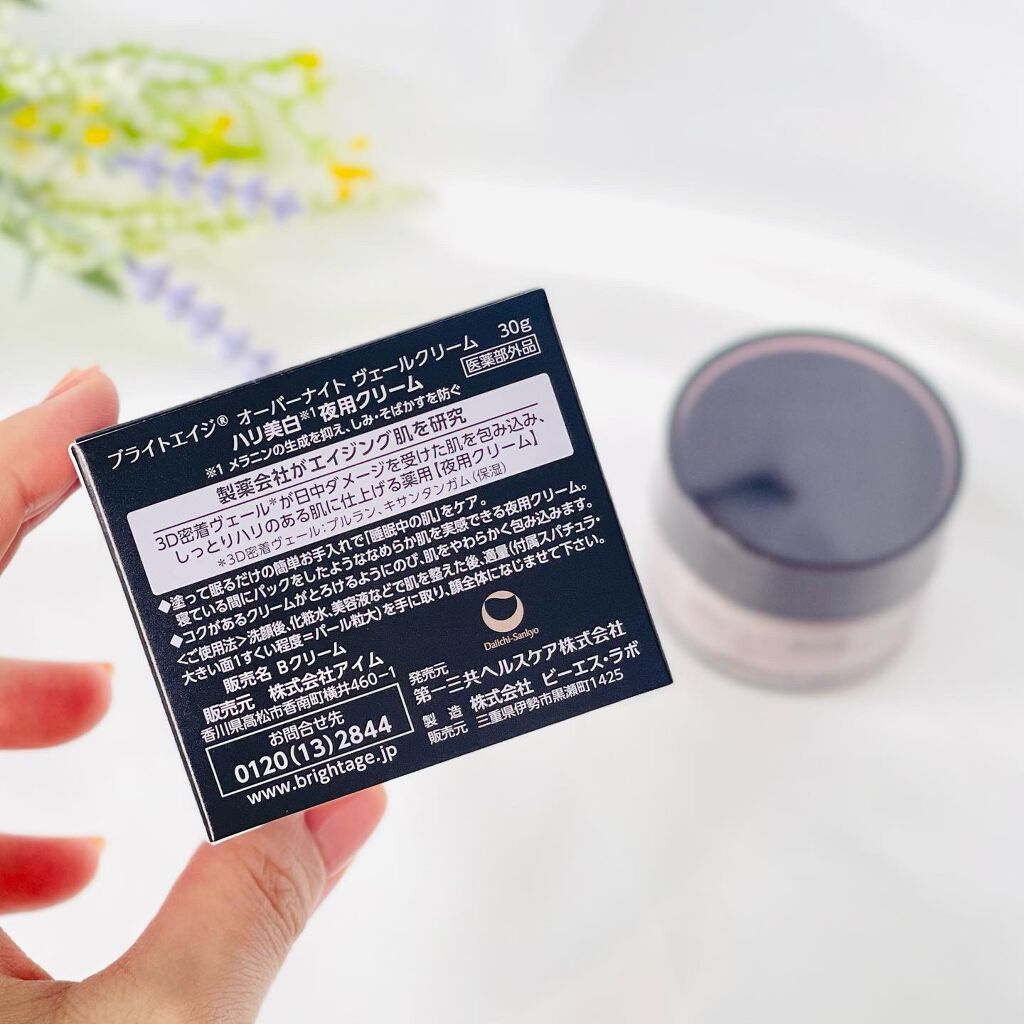 ブライトエイジ® オーバーナイト ヴェールクリーム 30g
ハリ美白※1夜用クリーム 医薬部外品
※1 メラニンの生成を抑え、しみ・そばかすを防ぐ
製薬会社がエイジング肌を研究
3D密着ヴェール*が日中ダメージを受けた肌を包み込み、
しっとりハリのある肌に仕上げる薬用【夜用クリーム】
*3D密着ヴェール:プルラン、キサンタンガム(保湿)
◆塗って眠るだけの簡単お手入れで「睡眠中の肌」をケア。
寝ている間にパックをしたようななめらか肌を実感できる夜用クリーム。
◆コクがあるクリームがとろけるようにのび、肌をやわらかく包み込みます。
<ご使用法>洗顔後、化粧水、美容液などで肌を整えた後、適量(付属スパチュラ・
大きい面1すくい程度=パール粒大)を手に取り、顔全体になじませて下さい。
販売名 Bクリーム
販売元 株式会社アイム
香川県高松市香南町横井460-1
お問合せ先
0120(13)2844
www.brightage.jp
Daiichi-Sankyo
発売元
第一三共ヘルスケア株式会社
製造販売元 株式会社 ビーエス・ラボ
三重県伊勢市黒瀬町1425